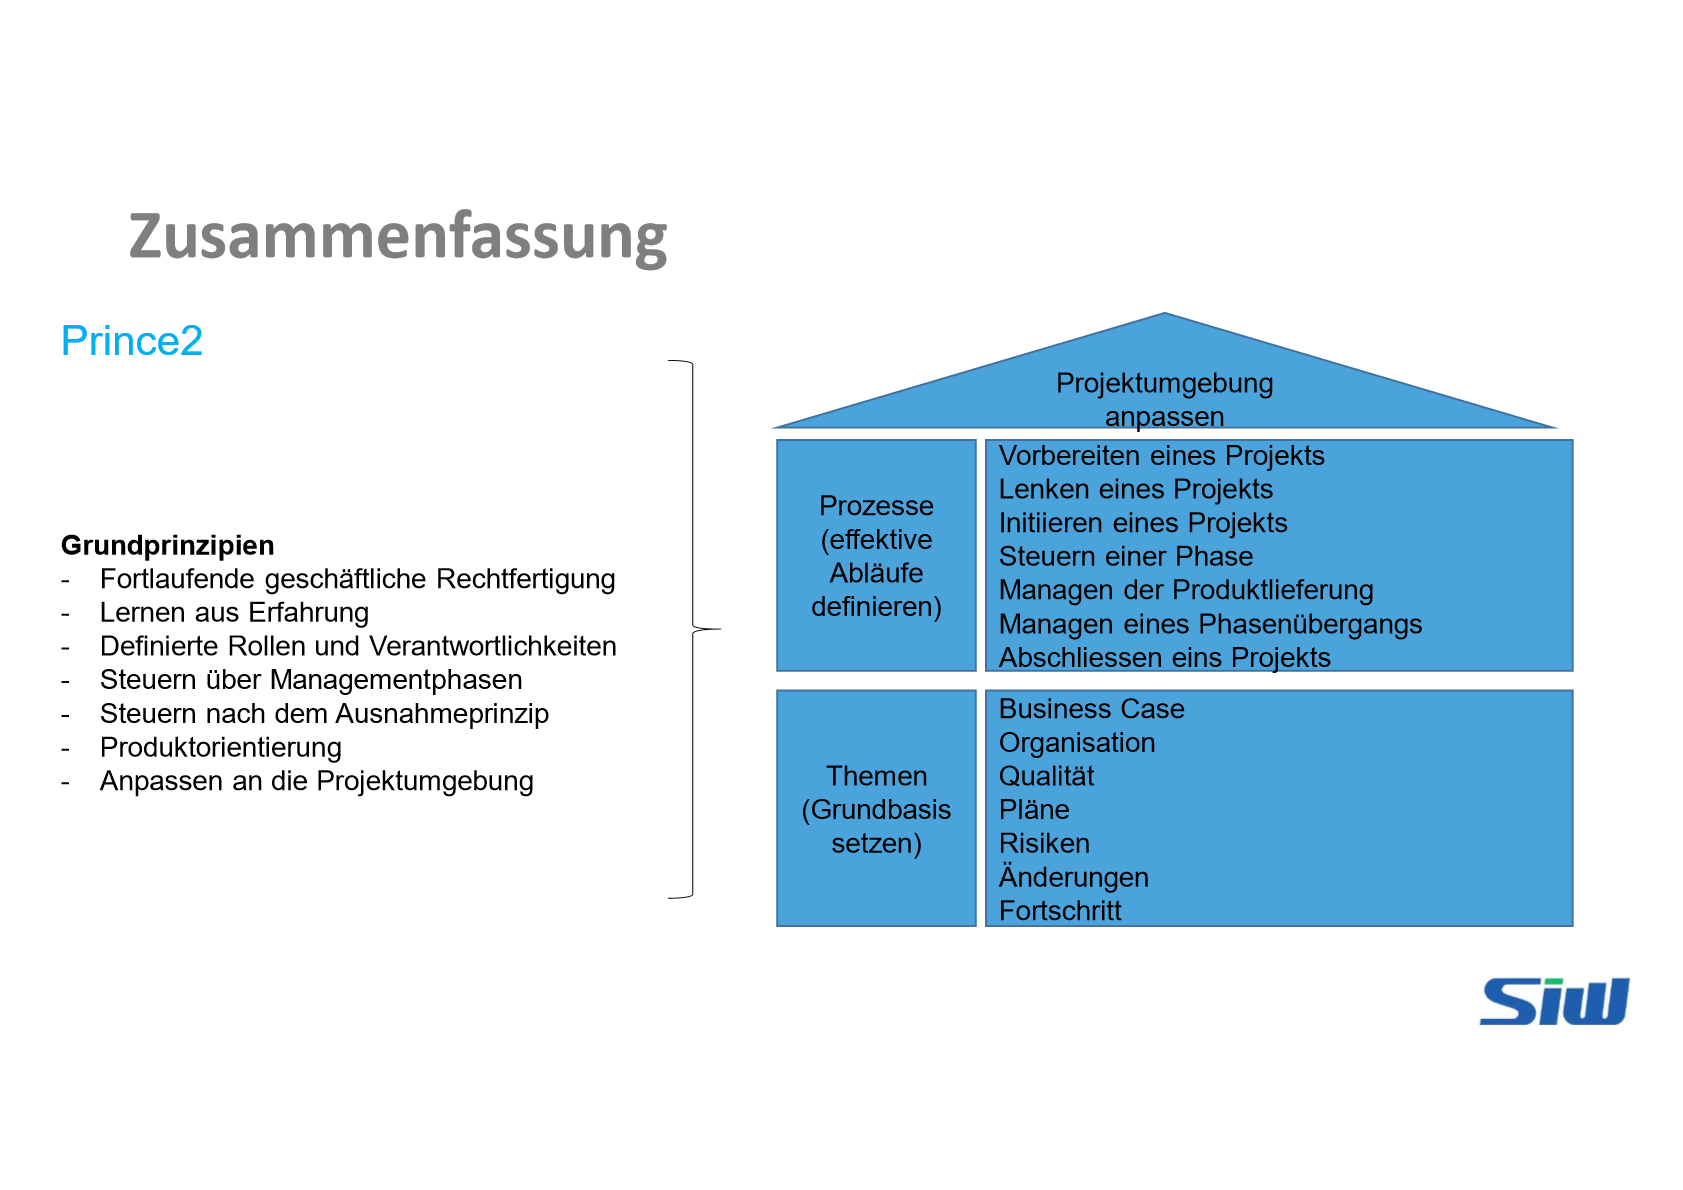 Zusammenfassung
Prince2
Grundprinzipien
- Fortlaufende geschäftliche Rechtfertigung
- Lernen aus Erfahrung
- Definierte Rollen und Verantwortlichkeiten
- Steuern über Managementphasen
- Steuern nach dem Ausnahmeprinzip
- Produktorientierung
- Anpassen an die Projektumgebung
Projektumgebung
anpassen
Prozesse
(effektive
Abläufe
definieren)
Vorbereiten eines Projekts
Lenken eines Projekts
Initiieren eines Projekts
Steuern einer Phase
Managen der Produktlieferung
Managen eines Phasenübergangs
Abschliessen eins Projekts
Themen
(Grundbasis
setzen)
Business Case
Organisation
Qualität
Pläne
Risiken
Änderungen
Fortschritt
Siw